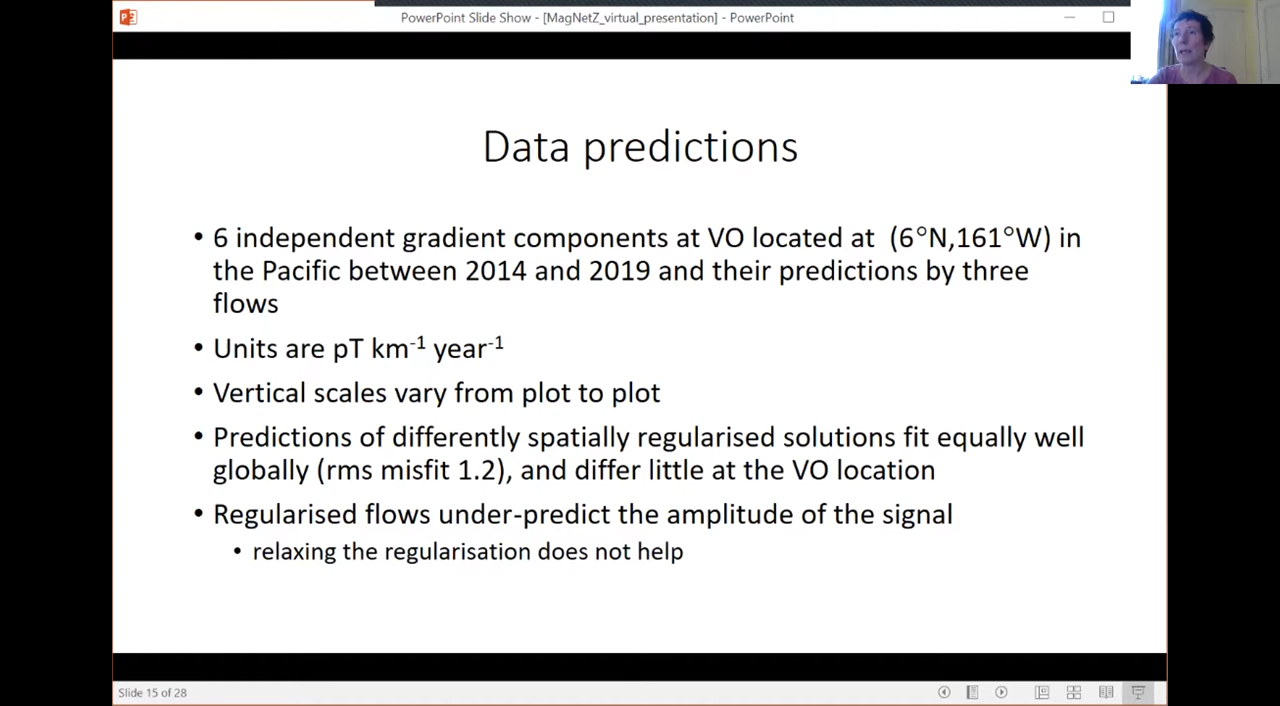 PowerPoint Slide Show - [MagNetZ_virtual_presentation] - PowerPoint
Data predictions
• 6 independent gradient components at VO located at (6°N,161°W) in
the Pacific between 2014 and 2019 and their predictions by three
flows
• Units are pT km⁻¹ year⁻¹
• Vertical scales vary from plot to plot
• Predictions of differently spatially regularised solutions fit equally well
globally (rms misfit 1.2), and differ little at the VO location
• Regularised flows under-predict the amplitude of the signal
• relaxing the regularisation does not help
Slide 15 of 28